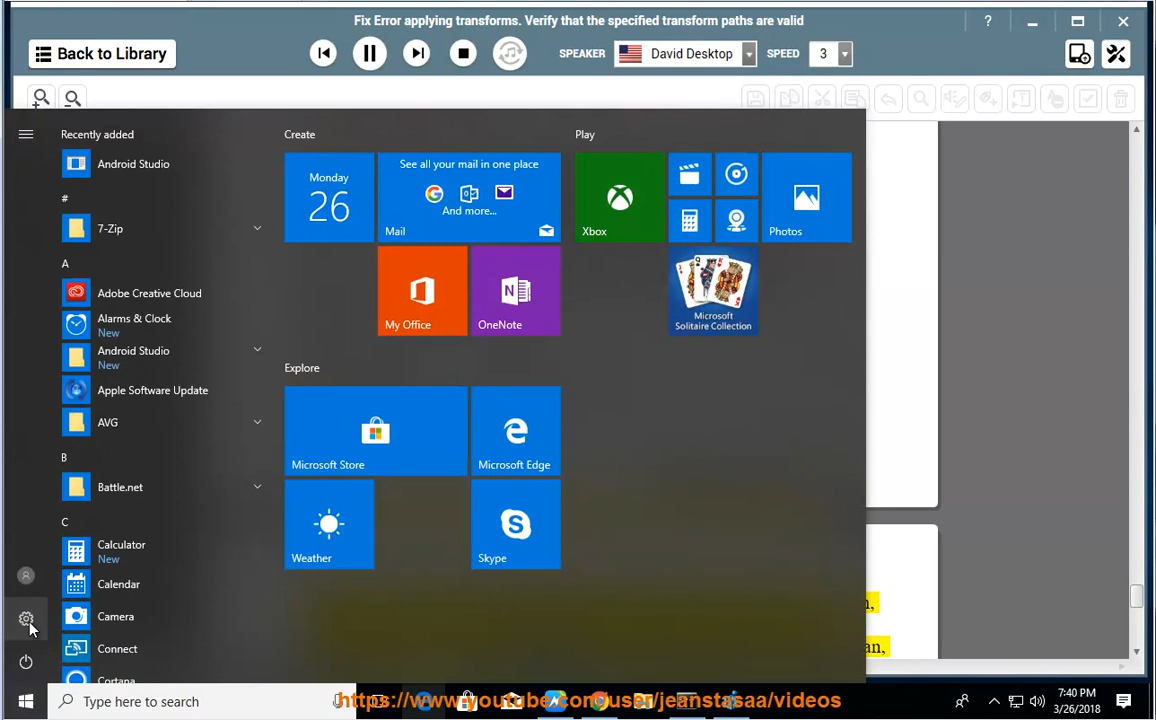 Fix Error applying transforms. Verify that the specified transform paths are valid
?
Back to Library
SPEAKER
David Desktop
SPEED
3
Recently added
Android Studio
#
7-Zip
A
Adobe Creative Cloud
Alarms & Clock
New
Android Studio
New
Apple Software Update
AVG
B
Battle.net
C
Calculator
New
Calendar
Camera
Connect
Cortana
Create
Monday
26
See all your mail in one place
And more...
Mail
My Office
OneNote
Explore
Microsoft Store
Microsoft Edge
Weather
Skype
Play
Xbox
Photos
Microsoft
Solitaire Collection
an,
Type here to search
https://www.youtube.com/user/jeanstasaa/videos
7:40 PM
3/26/2018